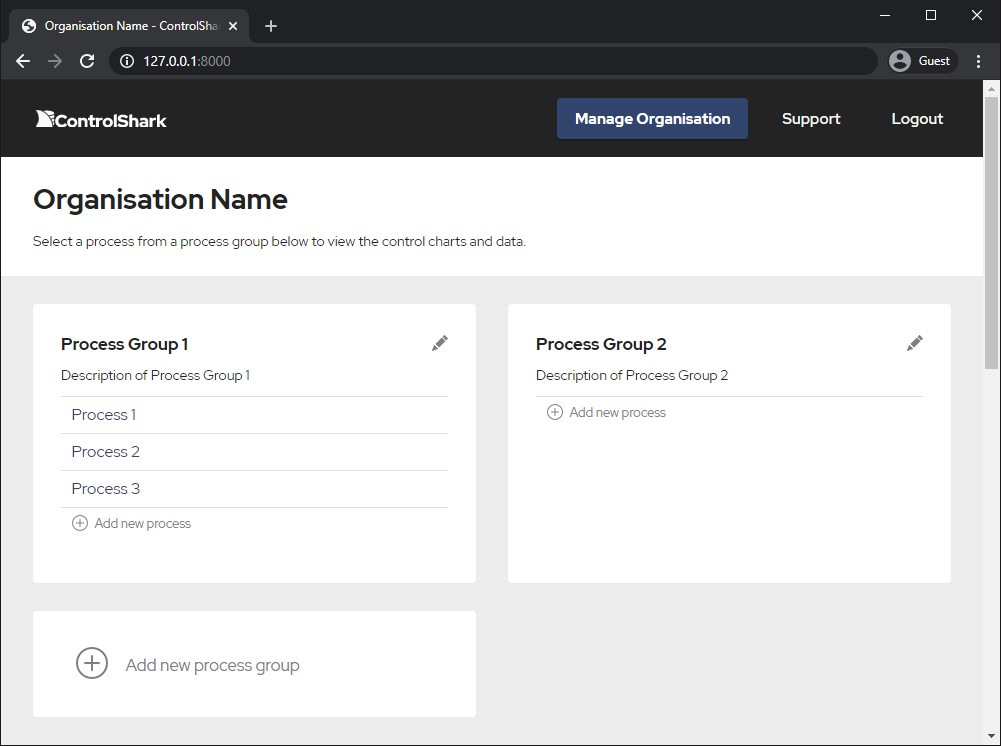 Organisation Name - ControlSha
127.0.0.1:8000
Guest
ControlShark
Manage Organisation
Support
Logout
Organisation Name
Select a process from a process group below to view the control charts and data.
Process Group 1
Description of Process Group 1
Process 1
Process 2
Process 3
Add new process
Process Group 2
Description of Process Group 2
Add new process
Add new process group